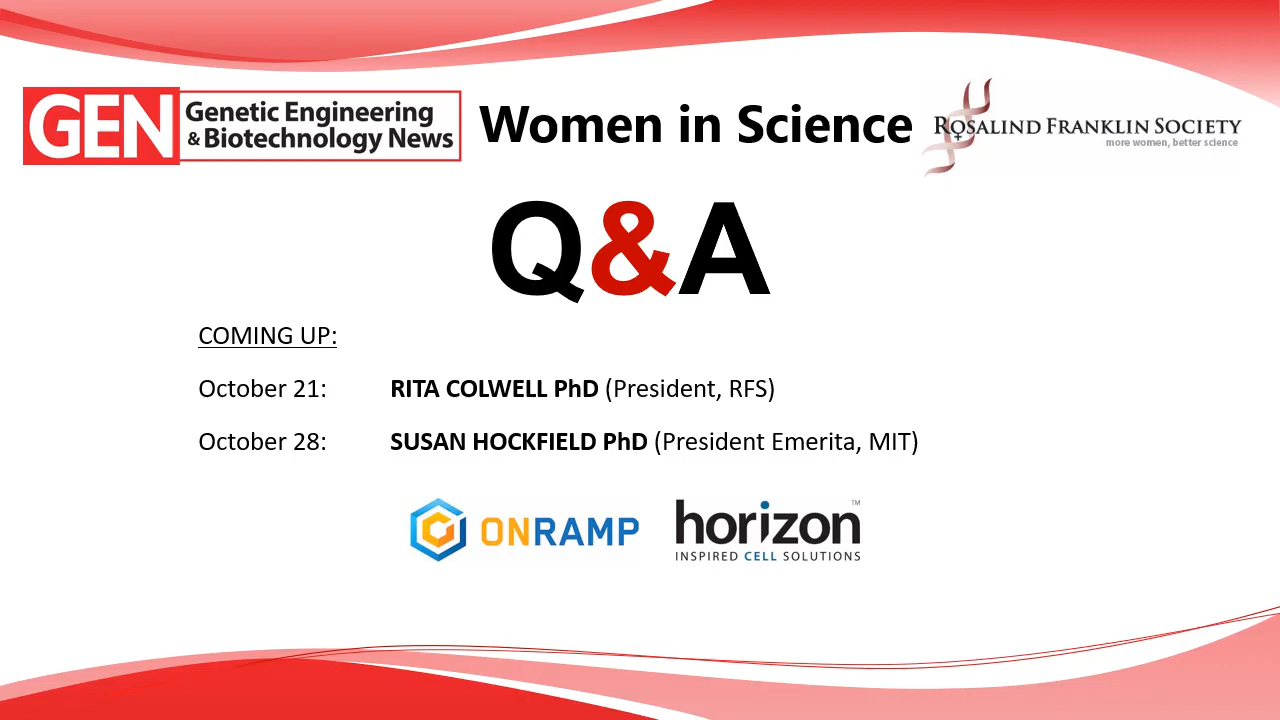 GEN Genetic Engineering
& Biotechnology News
Women in Science
ROSALIND FRANKLIN SOCIETY
more women, better science
Q&A
COMING UP:
October 21: RITA COLWELL PhD (President, RFS)
October 28: SUSAN HOCKFIELD PhD (President Emerita, MIT)
ONRAMP
horizon™
INSPIRED CELL SOLUTIONS